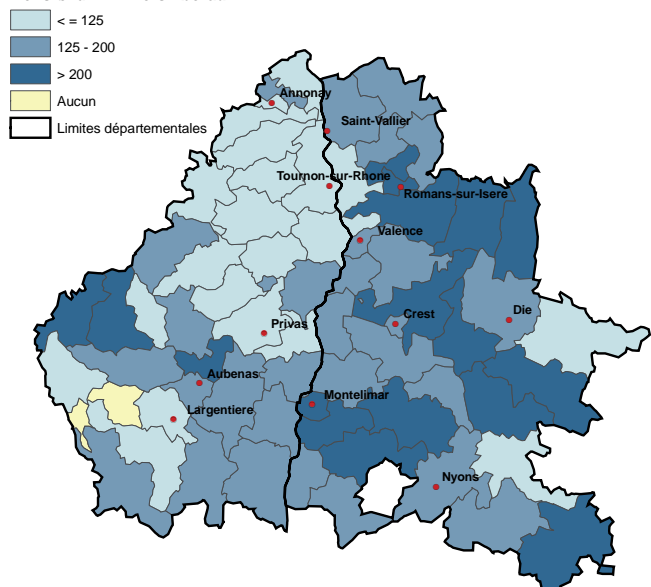 < = 125
125 - 200
> 200
Aucun
Limites départementales
Annonay
Saint-Vallier
Tournon-sur-Rhone
Romans-sur-Isere
Valence
Privas
Crest
Die
Aubenas
Montelimar
Largentiere
Nyons